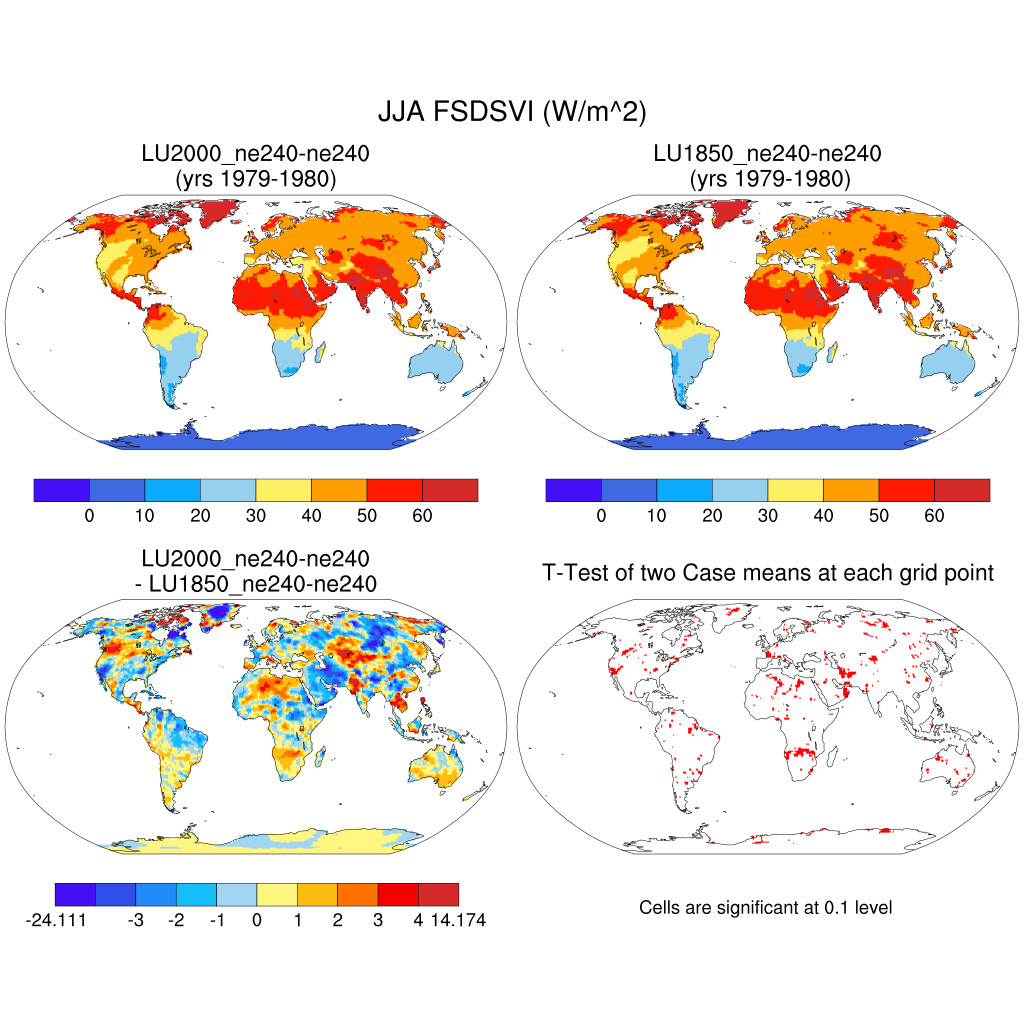 JJA FSDSVI (W/m^2)
LU2000_ne240-ne240
(yrs 1979-1980)
LU1850_ne240-ne240
(yrs 1979-1980)
0 10 20 30 40 50 60
0 10 20 30 40 50 60
LU2000_ne240-ne240
- LU1850_ne240-ne240
T-Test of two Case means at each grid point
-24.111 -3 -2 -1 0 1 2 3 4 14.174
Cells are significant at 0.1 level